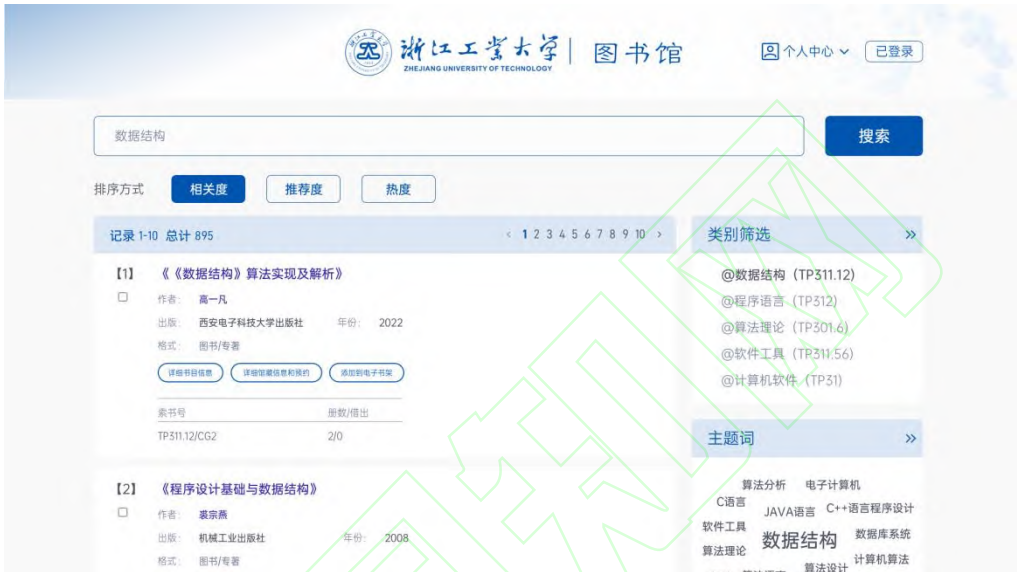 浙江工业大学 图书馆
ZHEJIANG UNIVERSITY OF TECHNOLOGY
个人中心 已登录
数据结构 搜索
排序方式 相关度 推荐度 热度
记录 1-10 总计 895 < 1 2 3 4 5 6 7 8 9 10 >
【1】 《《数据结构》算法实现及解析》
作者: 高一凡
出版: 西安电子科技大学出版社 年份: 2022
格式: 图书/专著
详细书目信息 详细馆藏信息和预约 添加到电子书架
索书号 册数/借出
TP311.12/CG2 2/0
【2】 《程序设计基础与数据结构》
作者: 裘宗燕
出版: 机械工业出版社 年份: 2008
格式: 图书/专著
类别筛选 »
@数据结构（TP311.12）
@程序语言（TP312）
@算法理论（TP301.6）
@软件工具（TP311.56）
@计算机软件（TP31）
主题词 »
算法分析 电子计算机
C语言 JAVA语言 C++语言程序设计
软件工具 数据结构 数据库系统
算法理论 算法设计 计算机算法